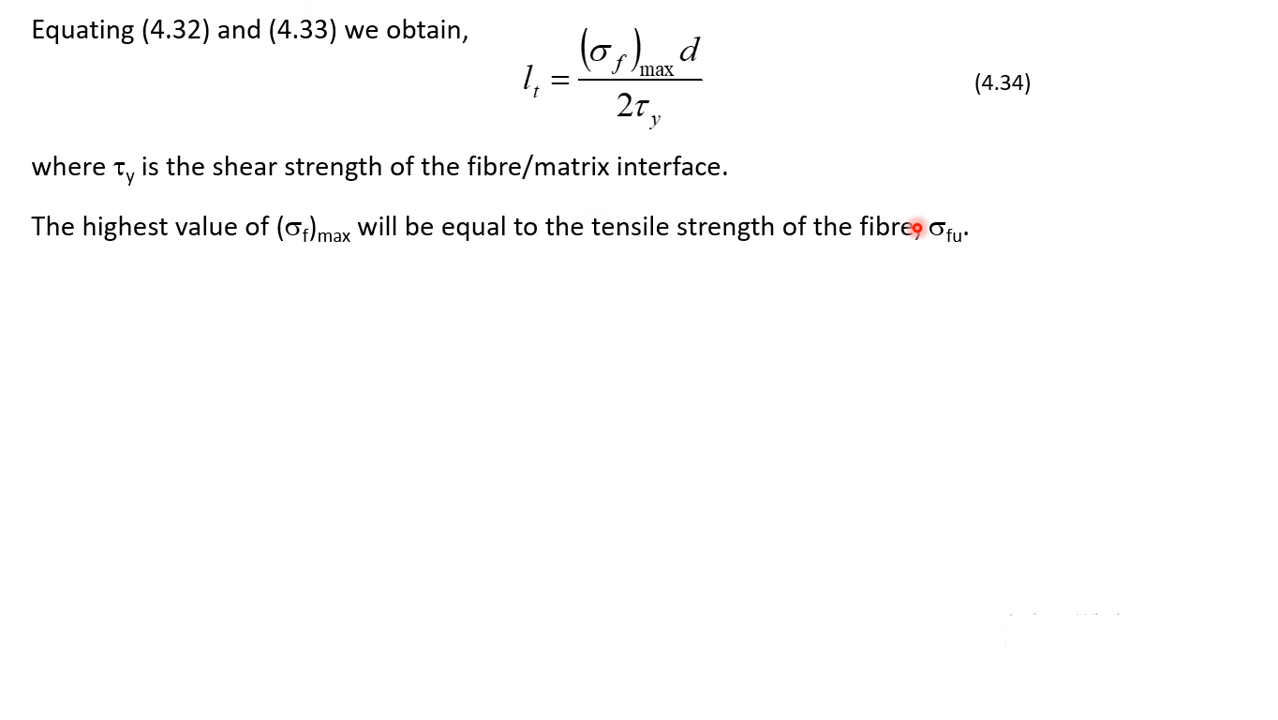 Equating (4.32) and (4.33) we obtain,
l_t = (σ_f)_max d / 2τ_y (4.34)
where τ_y is the shear strength of the fibre/matrix interface.
The highest value of (σ_f)_max will be equal to the tensile strength of the fibre, σ_fu.